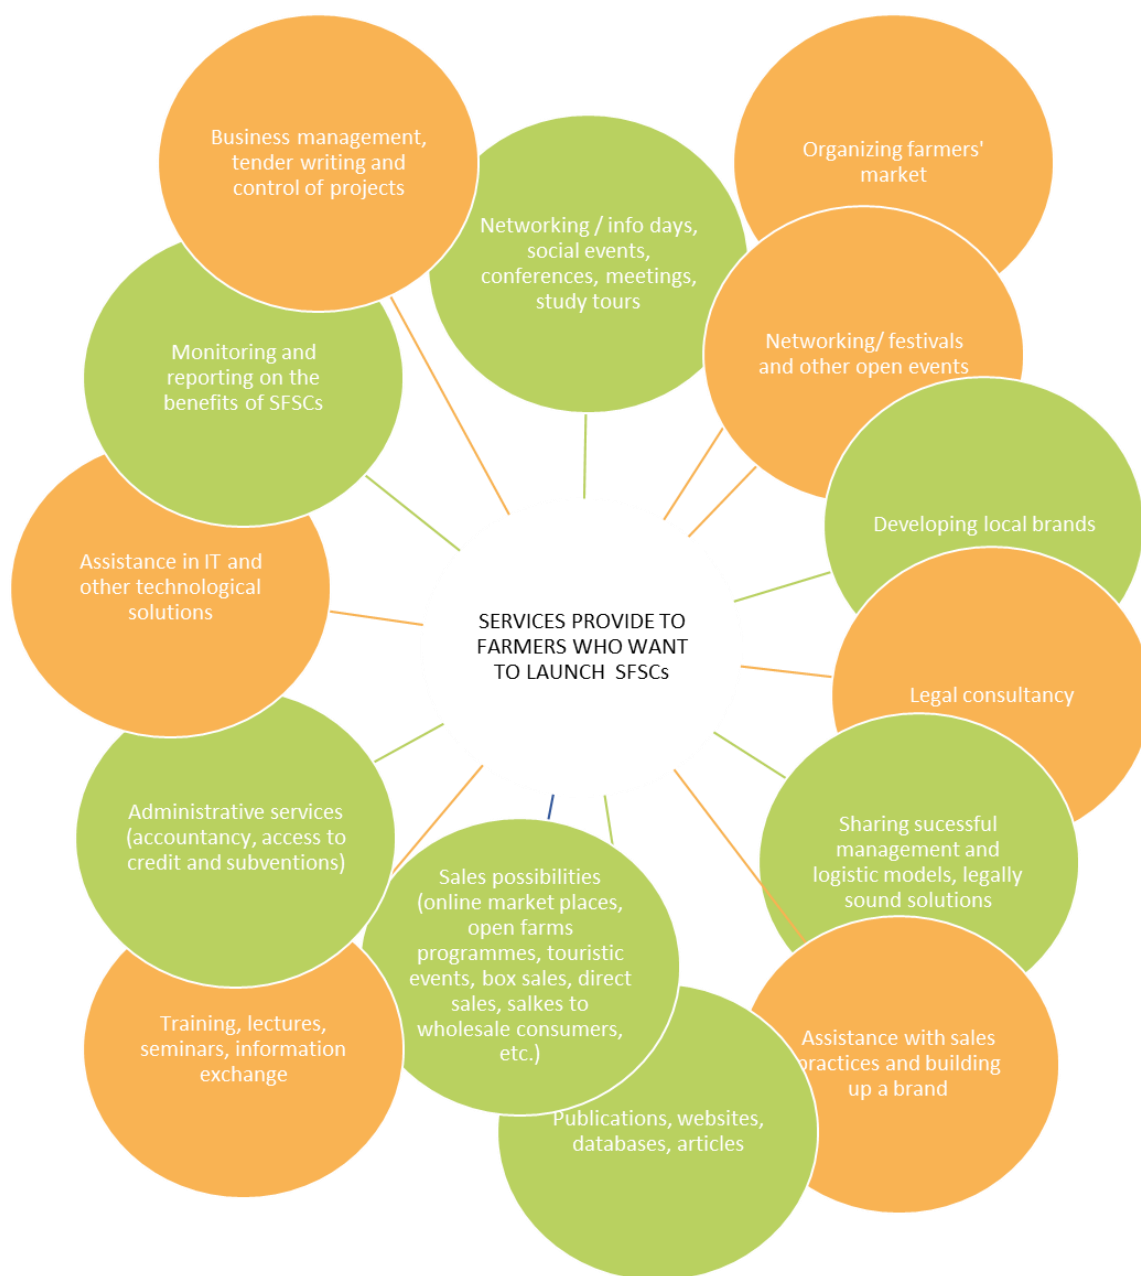 Business management,
tender writing and
control of projects
Networking / info days,
social events,
conferences, meetings,
study tours
Organizing farmers'
market
Networking/ festivals
and other open events
Monitoring and
reporting on the
benefits of SFSCs
Developing local brands
Assistance in IT and
other technological
solutions
SERVICES PROVIDE TO
FARMERS WHO WANT
TO LAUNCH SFSCs
Legal consultancy
Administrative services
(accountancy, access to
credit and subventions)
Sharing sucessful
management and
logistic models, legally
sound solutions
Sales possibilities
(online market places,
open farms
programmes, touristic
events, box sales, direct
sales, salkes to
wholesale consumers,
etc.)
Training, lectures,
seminars, information
exchange
Assistance with sales
practices and building
up a brand
Publications, websites,
databases, articles